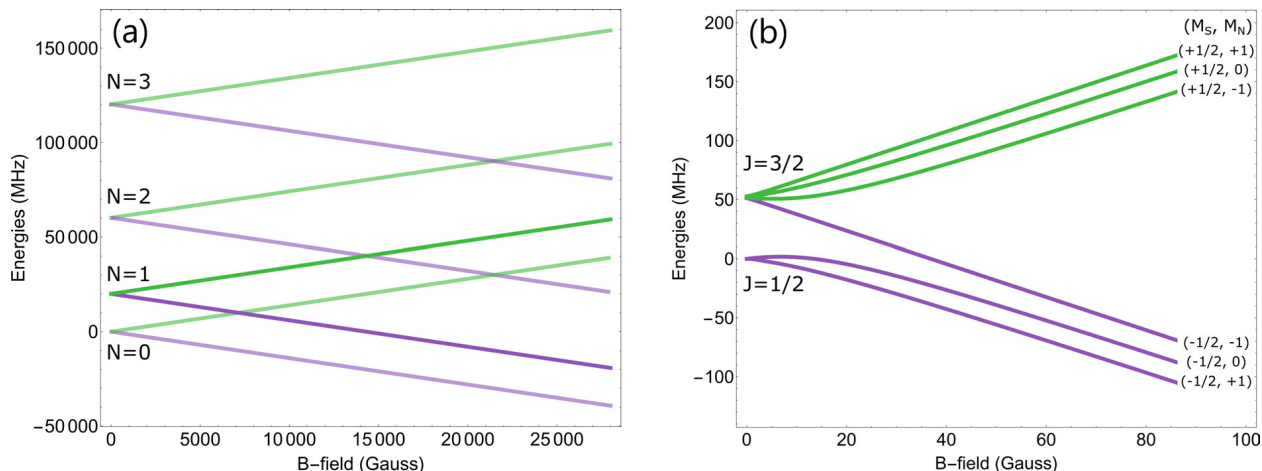 (a)
150 000
100 000
50 000
0
−50 000
Energies (MHz)
N=3
N=2
N=1
N=0
0
5000
10 000
15 000
20 000
25 000
B−field (Gauss)
(b)
200
150
100
50
0
−50
−100
Energies (MHz)
J=3/2
J=1/2
(M_S, M_N)
(+1/2, +1)
(+1/2, 0)
(+1/2, -1)
(-1/2, -1)
(-1/2, 0)
(-1/2, +1)
0
20
40
60
80
100
B−field (Gauss)